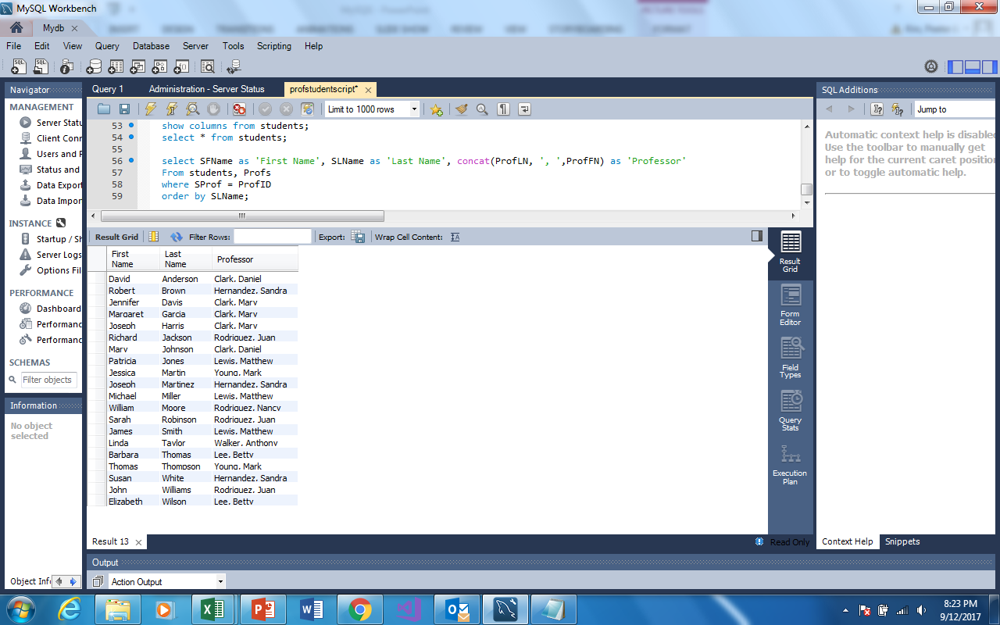 MySQL Workbench
Mydb
File Edit View Query Database Server Tools Scripting Help
Navigator
MANAGEMENT
Server Statu
Client Conn
Users and P
Status and
Data Export
Data Impor
INSTANCE
Startup / Sh
Server Logs
Options Fil
PERFORMANCE
Dashboard
Performanc
Performanc
SCHEMAS
Filter objects
Information
No object
selected
Object Info
Query 1 Administration - Server Status profstudentscript*
Limit to 1000 rows
53 show columns from students;
54 select * from students;
55
56 select SFName as 'First Name', SLName as 'Last Name', concat(ProfLN, ', ',ProfFN) as 'Professor'
57 From students, Profs
58 where SProf = ProfID
59 order by SLName;
Result Grid Filter Rows: Export: Wrap Cell Content:
First Name Last Name Professor
David Anderson Clark, Daniel
Robert Brown Hernandez, Sandra
Jennifer Davis Clark, Mary
Margaret Garcia Clark, Mary
Joseph Harris Clark, Mary
Richard Jackson Rodriguez, Juan
Mary Johnson Clark, Daniel
Patricia Jones Lewis, Matthew
Jessica Martin Young, Mark
Joseph Martinez Hernandez, Sandra
Michael Miller Lewis, Matthew
William Moore Rodriguez, Nancy
Sarah Robinson Rodriguez, Juan
James Smith Lewis, Matthew
Linda Taylor Walker, Anthony
Barbara Thomas Lee, Betty
Thomas Thompson Young, Mark
Susan White Hernandez, Sandra
John Williams Rodriguez, Juan
Elizabeth Wilson Lee, Betty
Result
Grid
Form
Editor
Field
Types
Query
Stats
Execution
Plan
Result 13
Read Only
Output
Action Output
SQL Additions
Jump to
Automatic context help is disabled
Use the toolbar to manually get
help for the current caret position
or to toggle automatic help.
Context Help Snippets
8:23 PM
9/12/2017